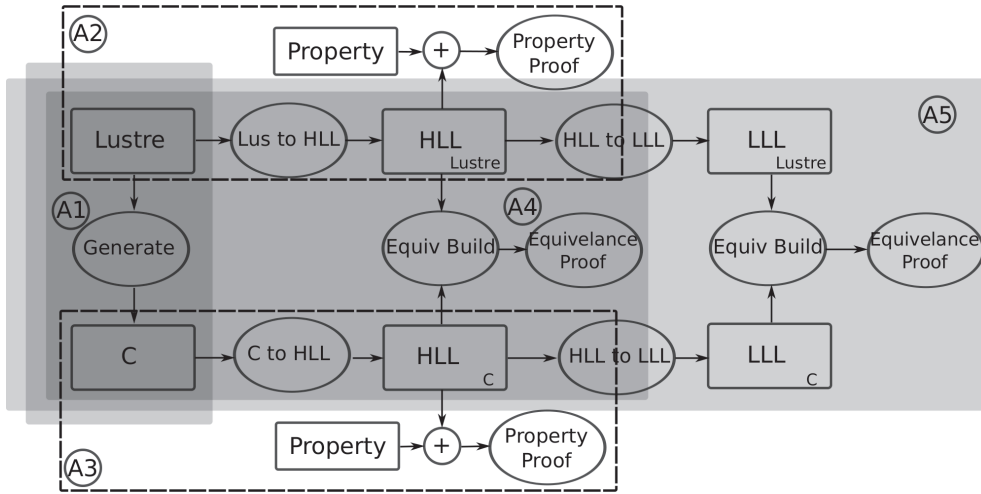 A2
Property
+
Property
Proof
A5
Lustre
Lus to HLL
HLL
Lustre
HLL to LLL
LLL
Lustre
A1
A4
Generate
Equiv Build
Equivelance
Proof
Equiv Build
Equivelance
Proof
C
C to HLL
HLL
C
HLL to LLL
LLL
C
Property
+
Property
Proof
A3